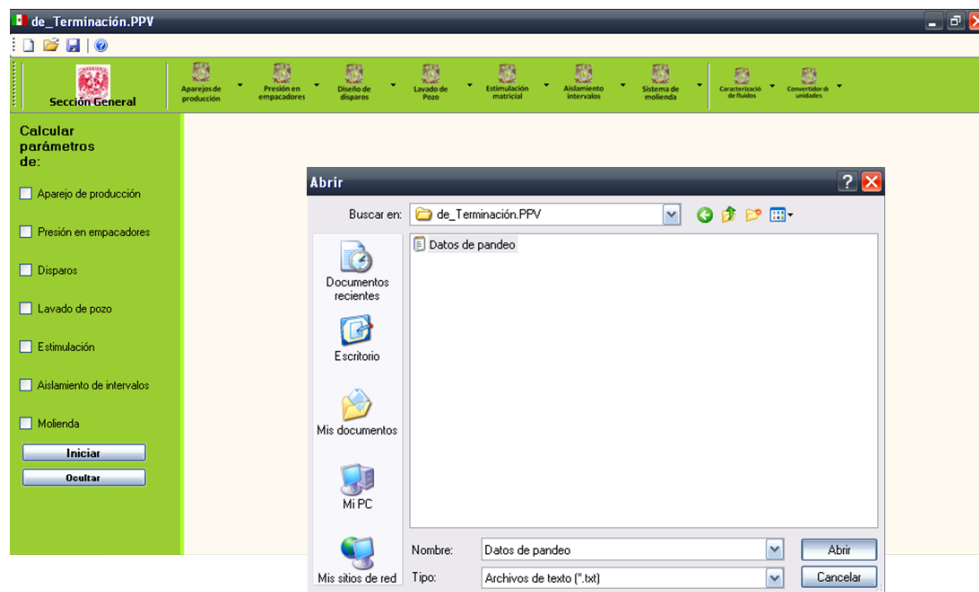 de_Terminación.PPV
Sección General
Aparejos de
producción
Presión en
empacadores
Diseño de
disparos
Lavado de
Pozo
Estimulación
matricial
Aislamiento
intervalos
Sistema de
molienda
Caracterizació
de fluidos
Convertidor d
unidades
Calcular
parámetros
de:
Aparejo de producción
Presión en empacadores
Disparos
Lavado de pozo
Estimulación
Aislamiento de intervalos
Molienda
Iniciar
Ocultar
Abrir
Buscar en:
de_Terminación.PPV
Datos de pandeo
Documentos
recientes
Escritorio
Mis documentos
Mi PC
Mis sitios de red
Nombre:
Datos de pandeo
Abrir
Tipo:
Archivos de texto (*.txt)
Cancelar